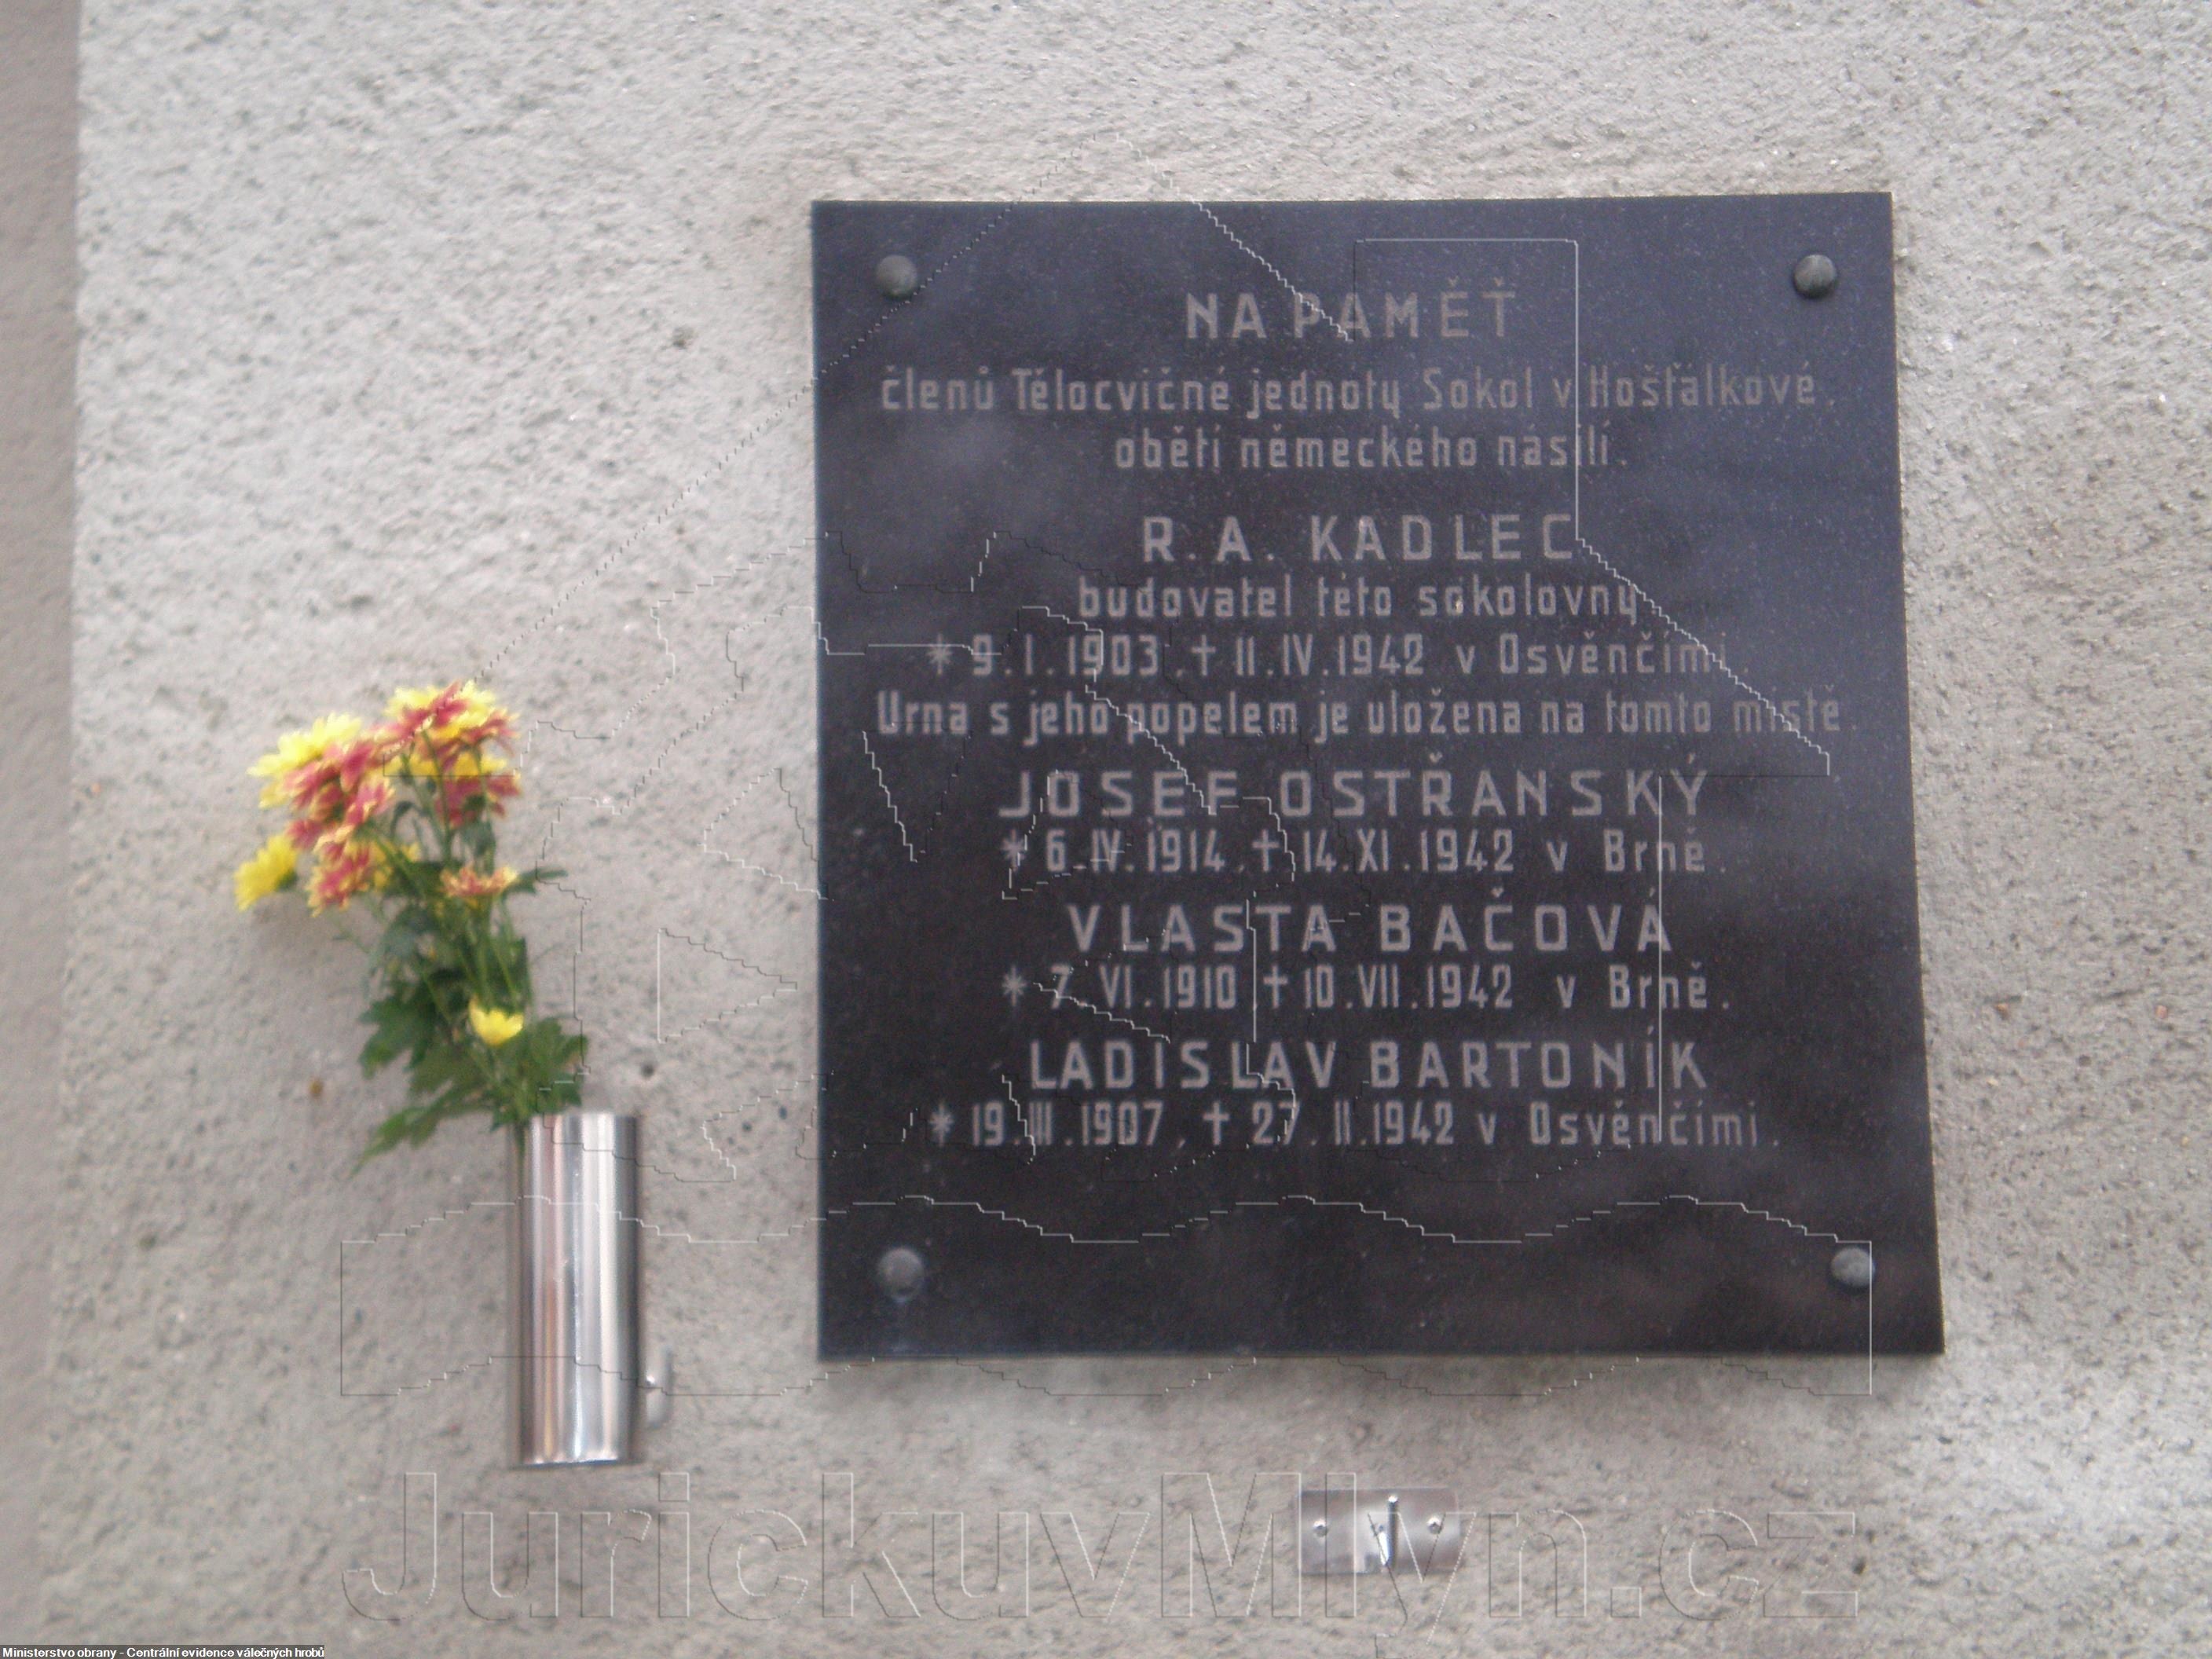 NA PAMĚŤ
členů Tělocvičné jednoty Sokol v Hošťálkové.
obětí německého násilí.
R. A. KADLEC
budovatel této sokolovny
* 9. I. 1903. † 11. IV. 1942 v Osvěnčimi.
Urna s jeho popelem je uložena na tomto místě
JOSEF OSTŘANSKÝ
* 6. IV. 1914. † 14. XI. 1942 v Brně.
VLASTA BAČOVÁ
* 7. VI. 1910 † 10. VII. 1942 v Brně.
LADISLAV BARTONÍK
* 19. III. 1907, † 27. II. 1942 v Osvěnčimi.
JurickuvMlyn.cz
Ministerstvo obrany - Centrální evidence válečných hrobů